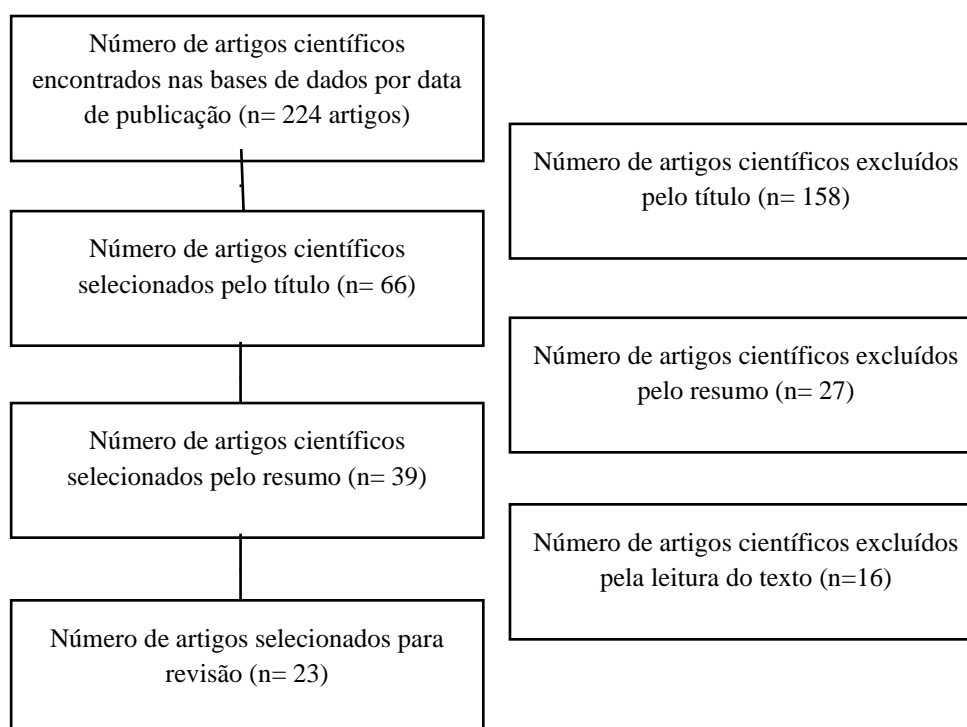 Número de artigos científicos
encontrados nas bases de dados por data
de publicação (n= 224 artigos)
Número de artigos científicos excluídos
pelo título (n= 158)
Número de artigos científicos
selecionados pelo título (n= 66)
Número de artigos científicos excluídos
pelo resumo (n= 27)
Número de artigos científicos
selecionados pelo resumo (n= 39)
Número de artigos científicos excluídos
pela leitura do texto (n=16)
Número de artigos selecionados para
revisão (n= 23)